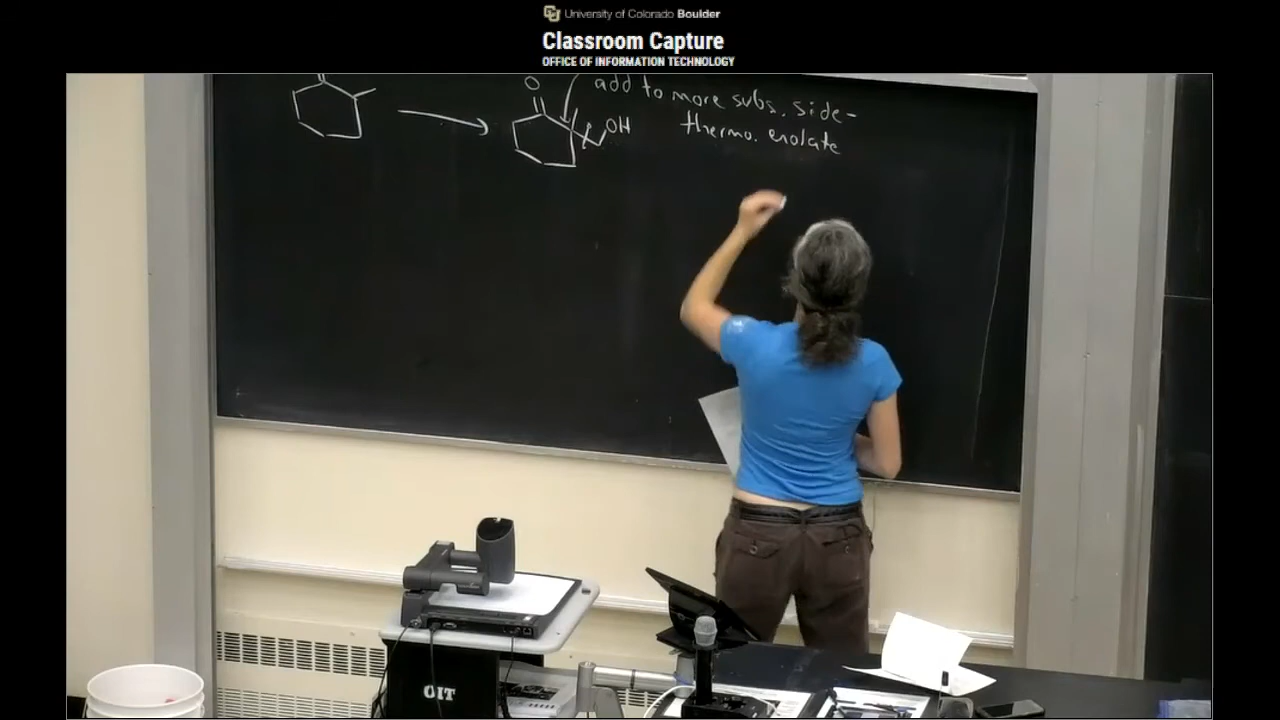 University of Colorado Boulder
Classroom Capture
OFFICE OF INFORMATION TECHNOLOGY
O
add to more subs. side-
thermo. enolate
OH
OIT